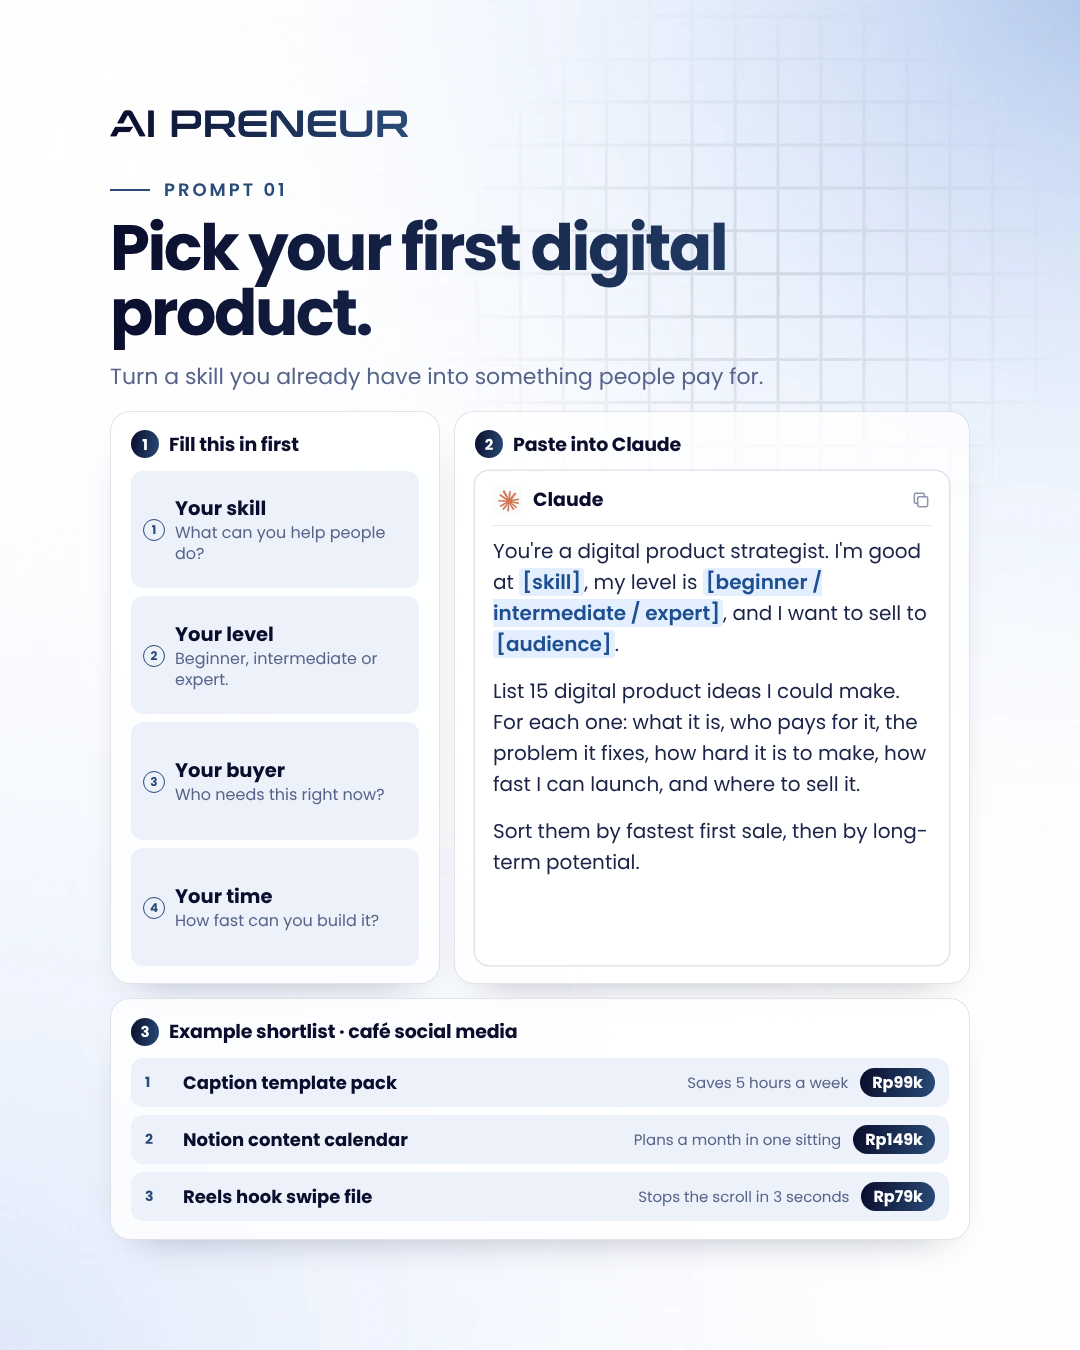 AI PRENEUR
PROMPT 01
Pick your first digital
product.
Turn a skill you already have into something people pay for.
1 Fill this in first
1
Your skill
What can you help people
do?
2
Your level
Beginner, intermediate or
expert.
3
Your buyer
Who needs this right now?
4
Your time
How fast can you build it?
2 Paste into Claude
Claude
You're a digital product strategist. I'm good
at [skill], my level is [beginner /
intermediate / expert], and I want to sell to
[audience].
List 15 digital product ideas I could make.
For each one: what it is, who pays for it, the
problem it fixes, how hard it is to make, how
fast I can launch, and where to sell it.
Sort them by fastest first sale, then by long-
term potential.
3 Example shortlist · café social media
1 Caption template pack Saves 5 hours a week Rp99k
2 Notion content calendar Plans a month in one sitting Rp149k
3 Reels hook swipe file Stops the scroll in 3 seconds Rp79k